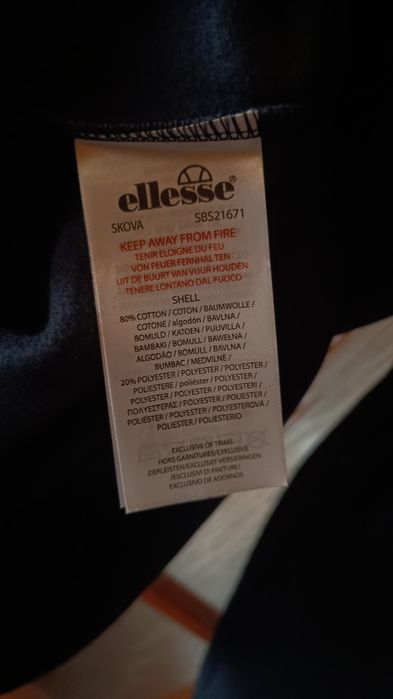 ellesse®
SKOVA SBS21671
KEEP AWAY FROM FIRE
TENIR ELOIGNE DU FEU
VON FEUER FERNHALTEN
UIT DE BUURT VAN VUUR HOUDEN
TENERE LONTANO DAL FUOCO
SHELL
80% COTTON / COTON / BAUMWOLLE /
COTONE / algodón / BAVLNA /
BOMULD / KATOEN / PUUVILLA /
BAMBAKI / BOMULL / BAWEŁNA /
ALGODÃO / BOMULL / BAVLNA /
BUMBAC / MEDVILNĖ /
20% POLYESTER / POLYESTER / POLYESTER /
POLIESTERE / poliéster / POLYESTER /
POLYESTER / POLYESTER / POLYESTERI /
ΠΟΛΥΕΣΤΕΡΑΣ / POLYESTER / POLIESTER /
POLIÉSTER / POLYESTER / POLYESTEROVÁ /
POLIESTER / POLIESTERIO
EXCLUSIVE OF TRIMS
HORS GARNITURES/EXKLUSIVE
ZIERLEISTEN/EXCLUSIEF VERSIERINGEN
/ESCLUSIVI DI FINITURE/
EXCLUSIVO DE ADORNOS